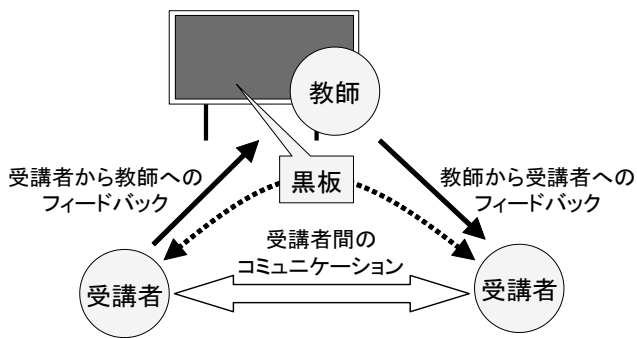 教師
受講者から教師への
フィードバック
黒板
教師から受講者への
フィードバック
受講者間の
コミュニケーション
受講者
受講者